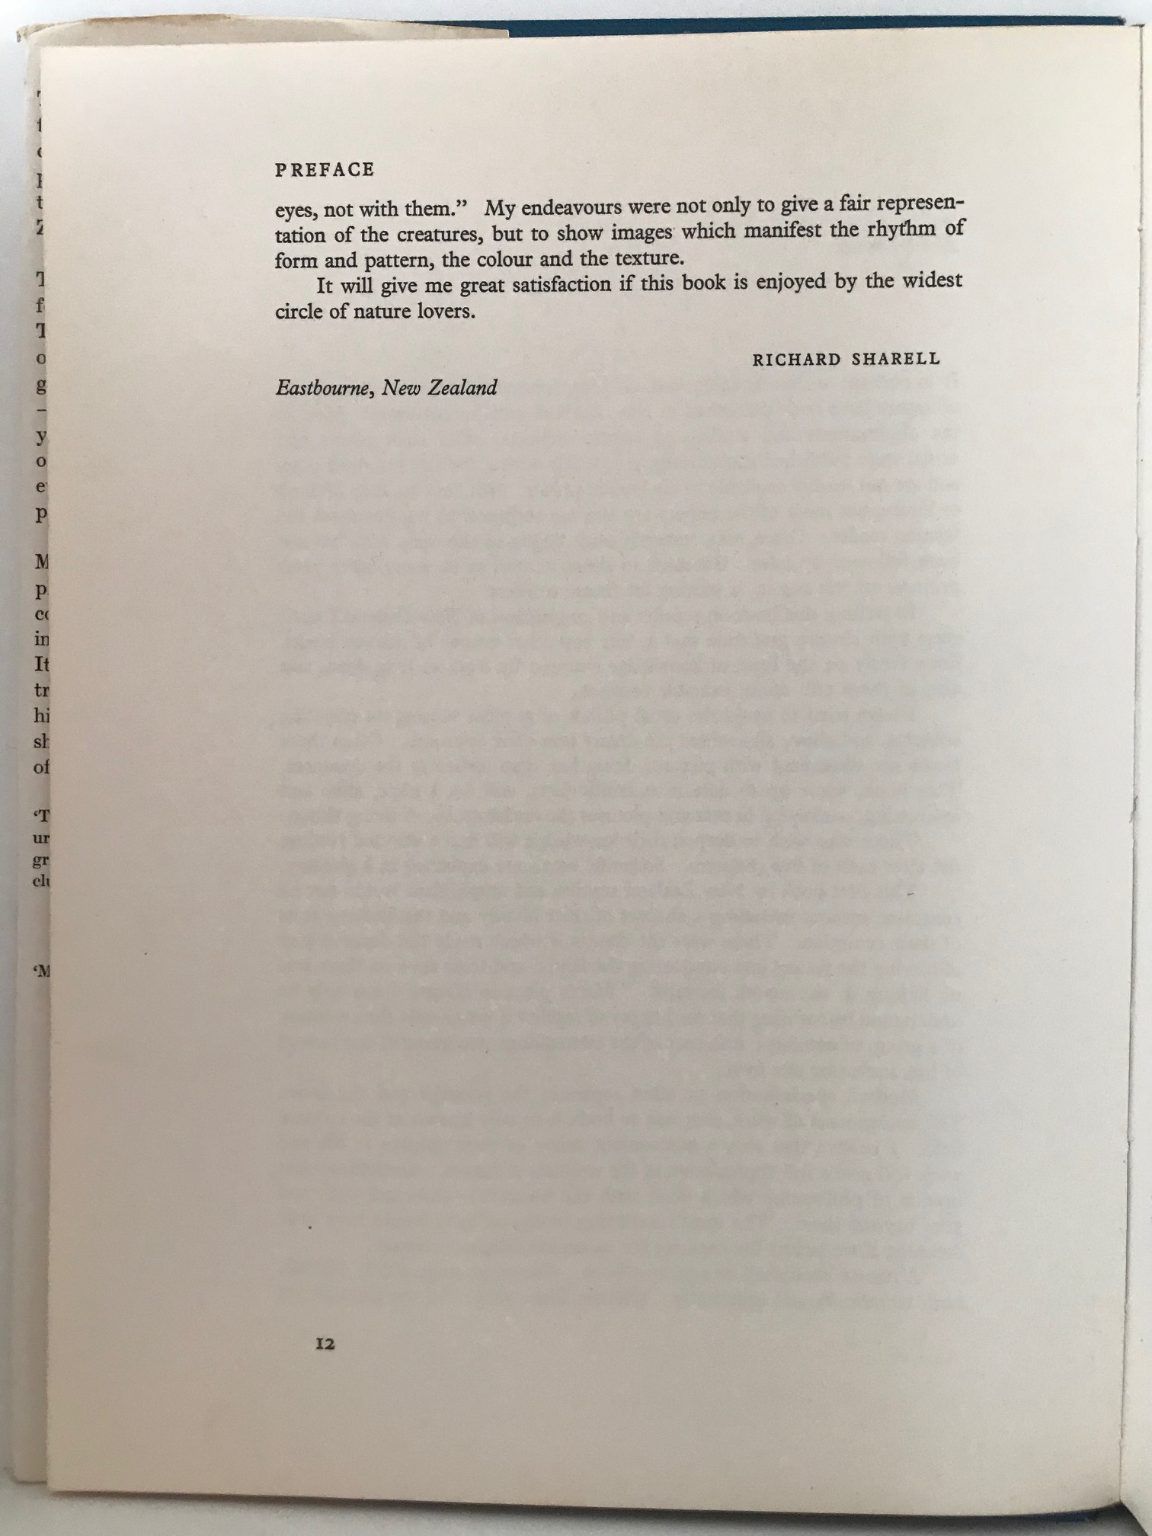 PREFACE
eyes, not with them.” My endeavours were not only to give a fair represen-
tation of the creatures, but to show images which manifest the rhythm of
form and pattern, the colour and the texture.
It will give me great satisfaction if this book is enjoyed by the widest
circle of nature lovers.
RICHARD SHARELL
Eastbourne, New Zealand
12